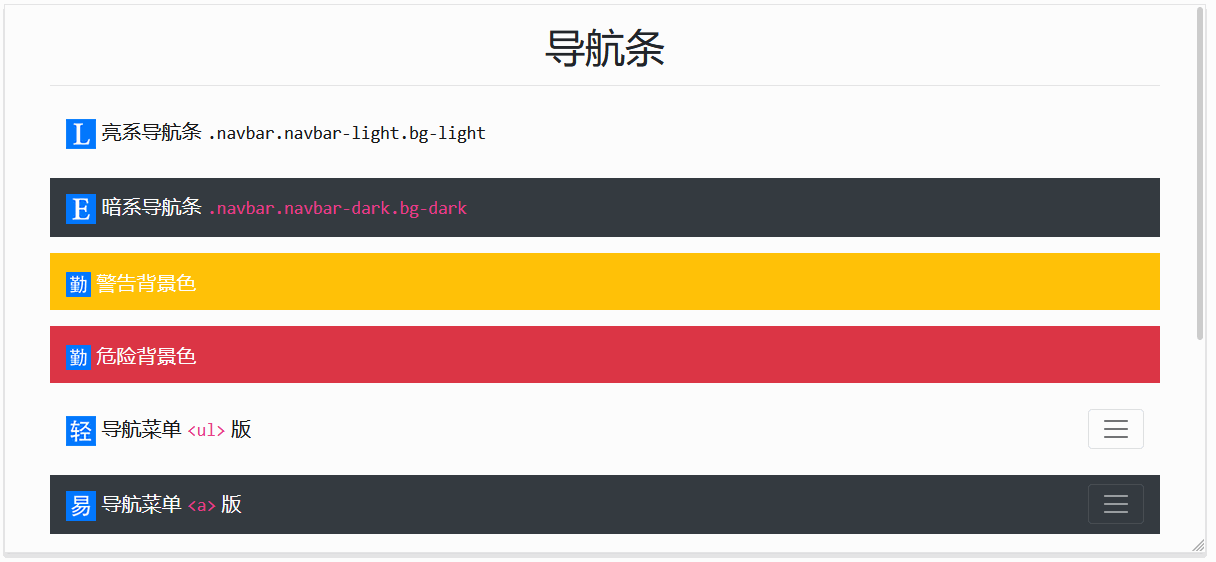 导航条
L 亮系导航条 .navbar.navbar-light.bg-light
E 暗系导航条 .navbar.navbar-dark.bg-dark
勤 警告背景色
勤 危险背景色
轻 导航菜单 <ul> 版
易 导航菜单 <a> 版